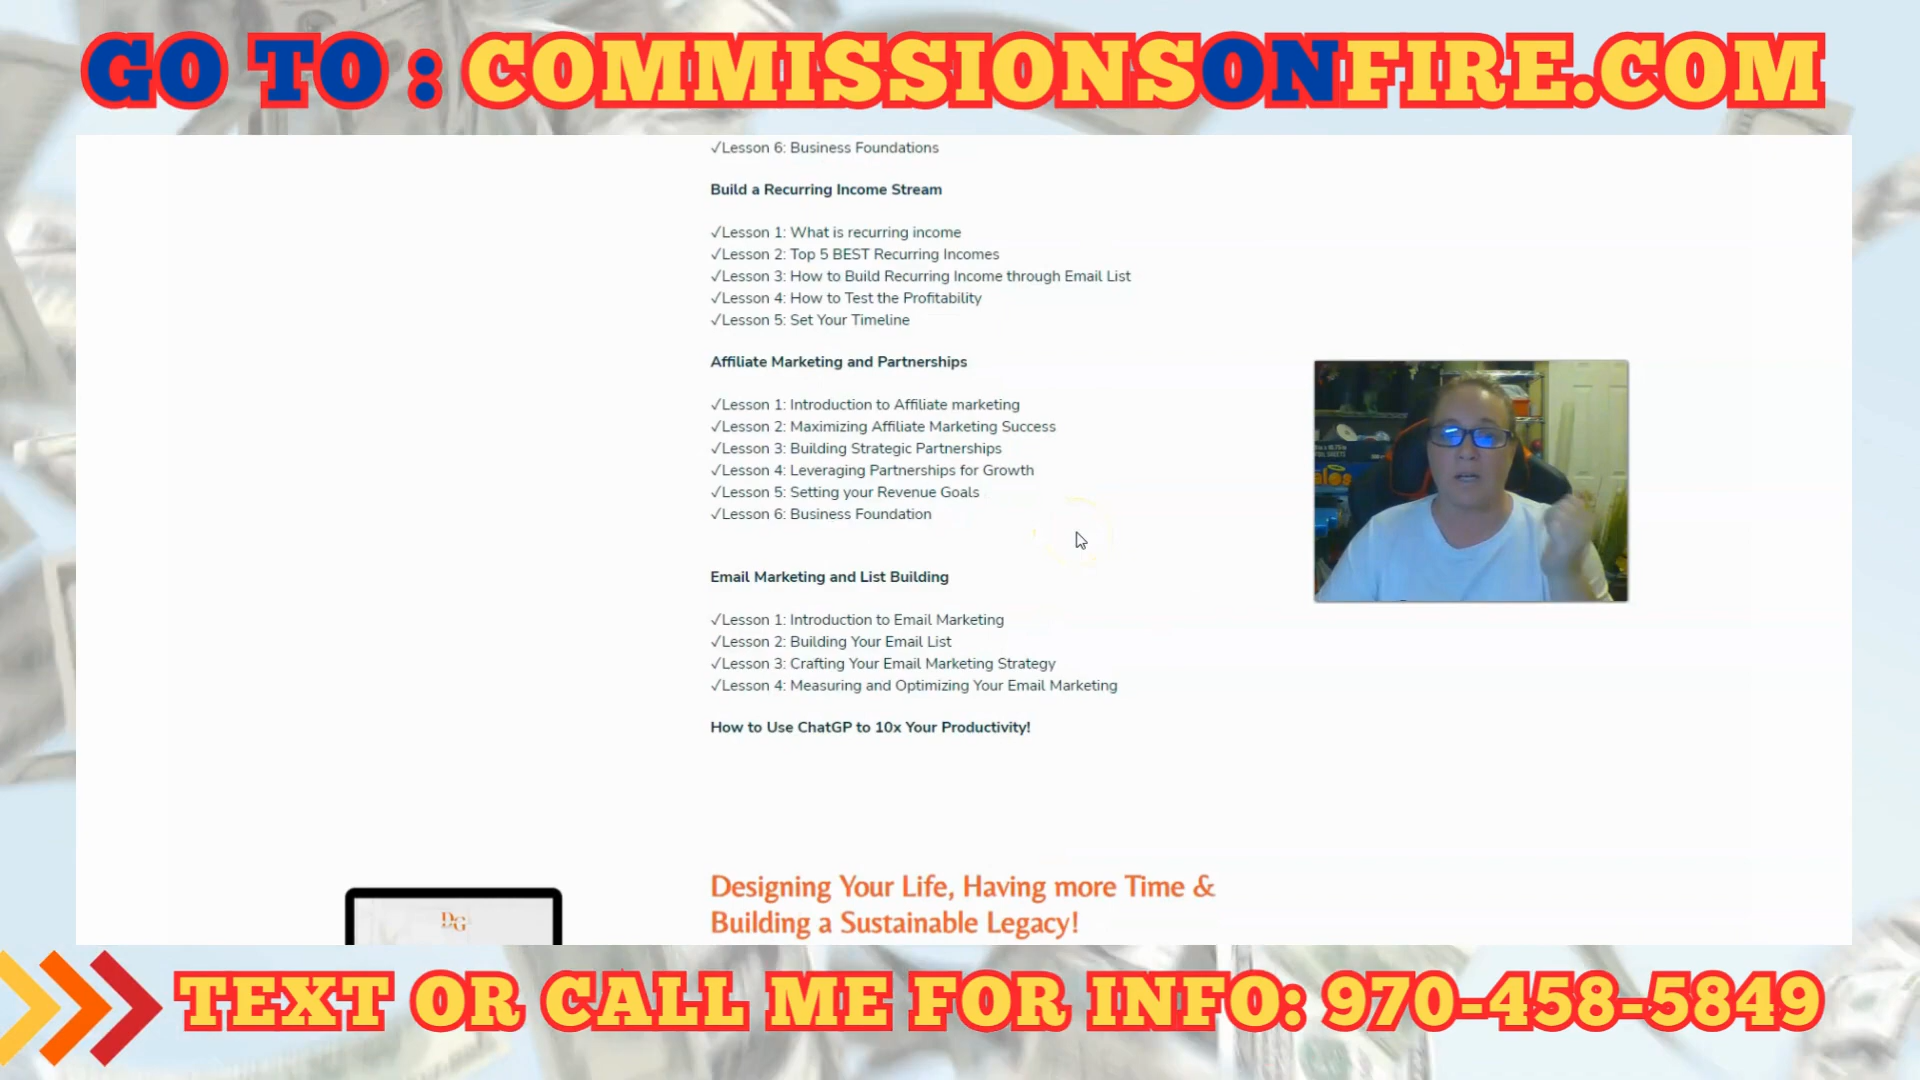 GO TO : COMMISSIONSONFIRE.COM
✓Lesson 6: Business Foundations
Build a Recurring Income Stream
✓Lesson 1: What is recurring income
✓Lesson 2: Top 5 BEST Recurring Incomes
✓Lesson 3: How to Build Recurring Income through Email List
✓Lesson 4: How to Test the Profitability
✓Lesson 5: Set Your Timeline
Affiliate Marketing and Partnerships
✓Lesson 1: Introduction to Affiliate marketing
✓Lesson 2: Maximizing Affiliate Marketing Success
✓Lesson 3: Building Strategic Partnerships
✓Lesson 4: Leveraging Partnerships for Growth
✓Lesson 5: Setting your Revenue Goals
✓Lesson 6: Business Foundation
Email Marketing and List Building
✓Lesson 1: Introduction to Email Marketing
✓Lesson 2: Building Your Email List
✓Lesson 3: Crafting Your Email Marketing Strategy
✓Lesson 4: Measuring and Optimizing Your Email Marketing
How to Use ChatGP to 10x Your Productivity!
Designing Your Life, Having more Time &
Building a Sustainable Legacy!
DG
TEXT OR CALL ME FOR INFO: 970-458-5849